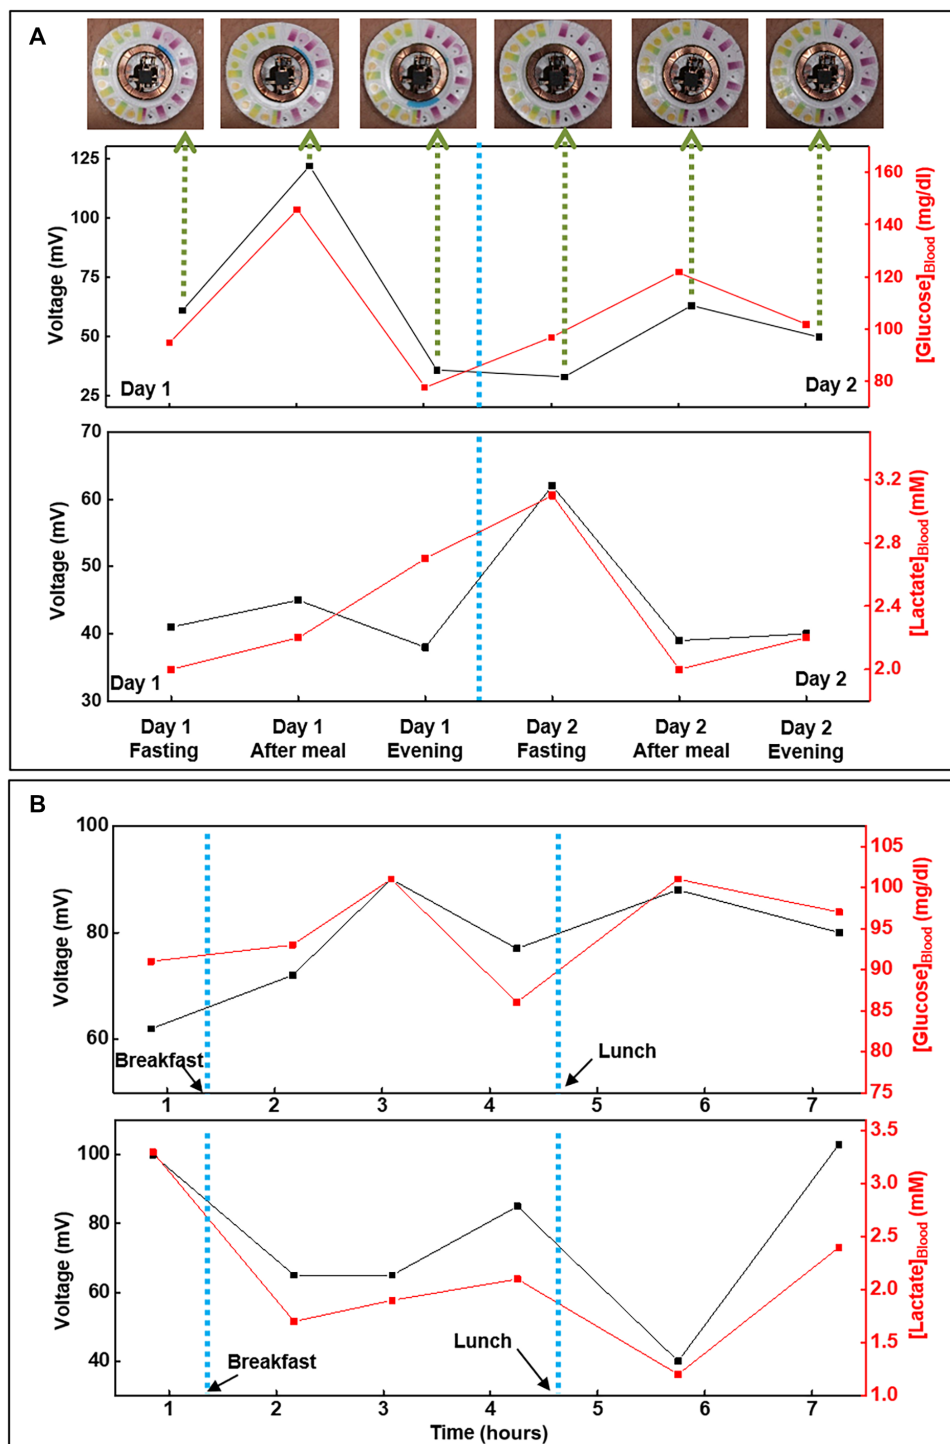 A
125
100
75
50
25
Voltage (mV)
160
140
120
100
80
[Glucose]Blood (mg/dl)
Day 1
Day 2
70
60
50
40
30
Voltage (mV)
3.2
2.8
2.4
2.0
[Lactate]Blood (mM)
Day 1
Day 2
Day 1 Day 1 Day 1 Day 2 Day 2 Day 2
Fasting After meal Evening Fasting After meal Evening
B
100
80
60
Voltage (mV)
105
100
95
90
85
80
75
[Glucose]Blood (mg/dl)
Breakfast
Lunch
1 2 3 4 5 6 7
100
80
60
40
Voltage (mV)
3.5
3.0
2.5
2.0
1.5
1.0
[Lactate]Blood (mM)
Breakfast
Lunch
1 2 3 4 5 6 7
Time (hours)